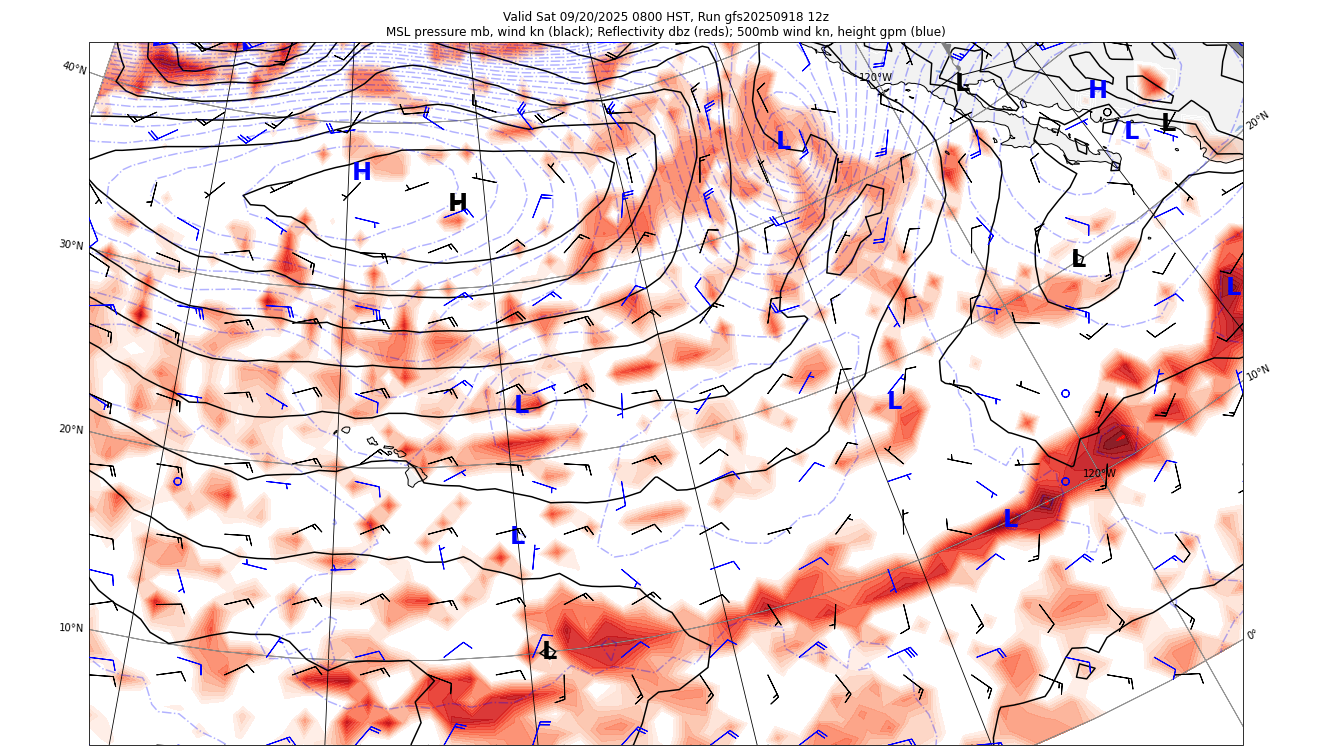 Valid Sat 09/20/2025 0800 HST, Run gfs20250918 12z
MSL pressure mb, wind kn (black); Reflectivity dbz (reds); 500mb wind kn, height gpm (blue)
L
L
40°N
120°W
L
H
20°N
L
H
L
L
L
H
30°N
L
L
10°N
L
L
20°N
120°W
L
L
10°N
L
0°